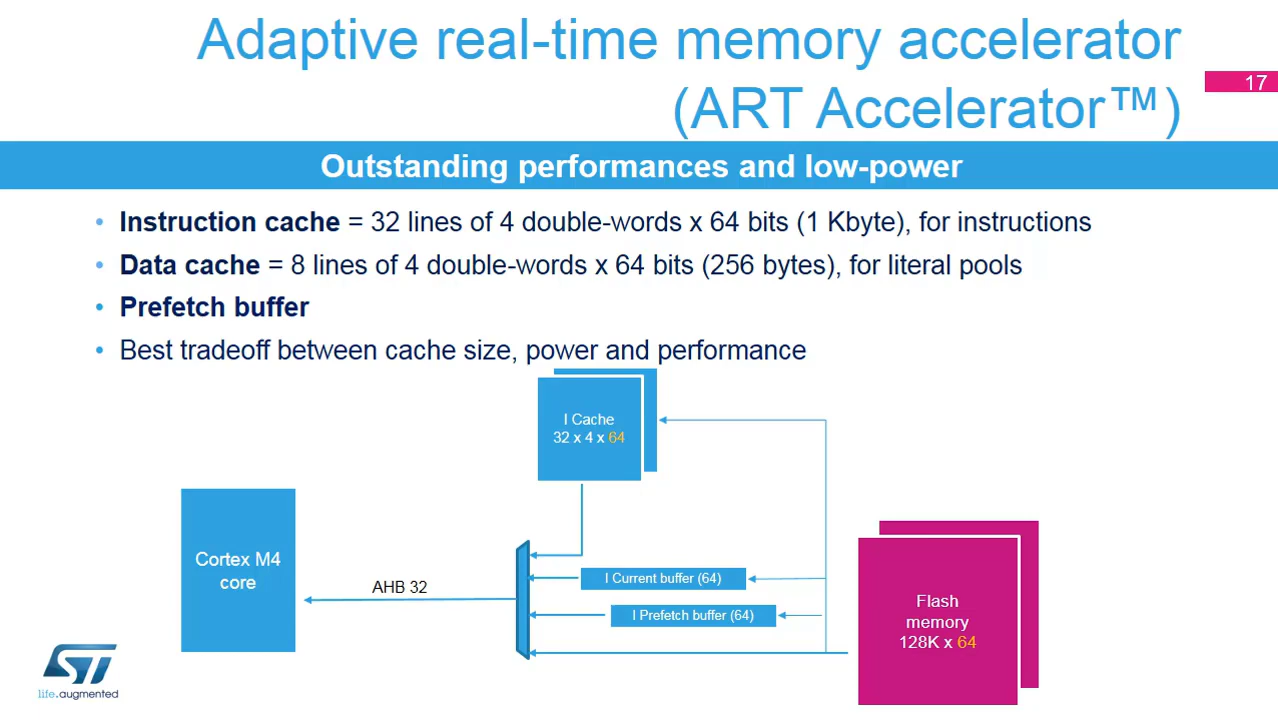 Adaptive real-time memory accelerator
(ART Accelerator™)
17
Outstanding performances and low-power
• Instruction cache = 32 lines of 4 double-words x 64 bits (1 Kbyte), for instructions
• Data cache = 8 lines of 4 double-words x 64 bits (256 bytes), for literal pools
• Prefetch buffer
• Best tradeoff between cache size, power and performance
I Cache
32 x 4 x 64
Cortex M4
core
AHB 32
I Current buffer (64)
I Prefetch buffer (64)
Flash
memory
128K x 64
ST
life.augmented